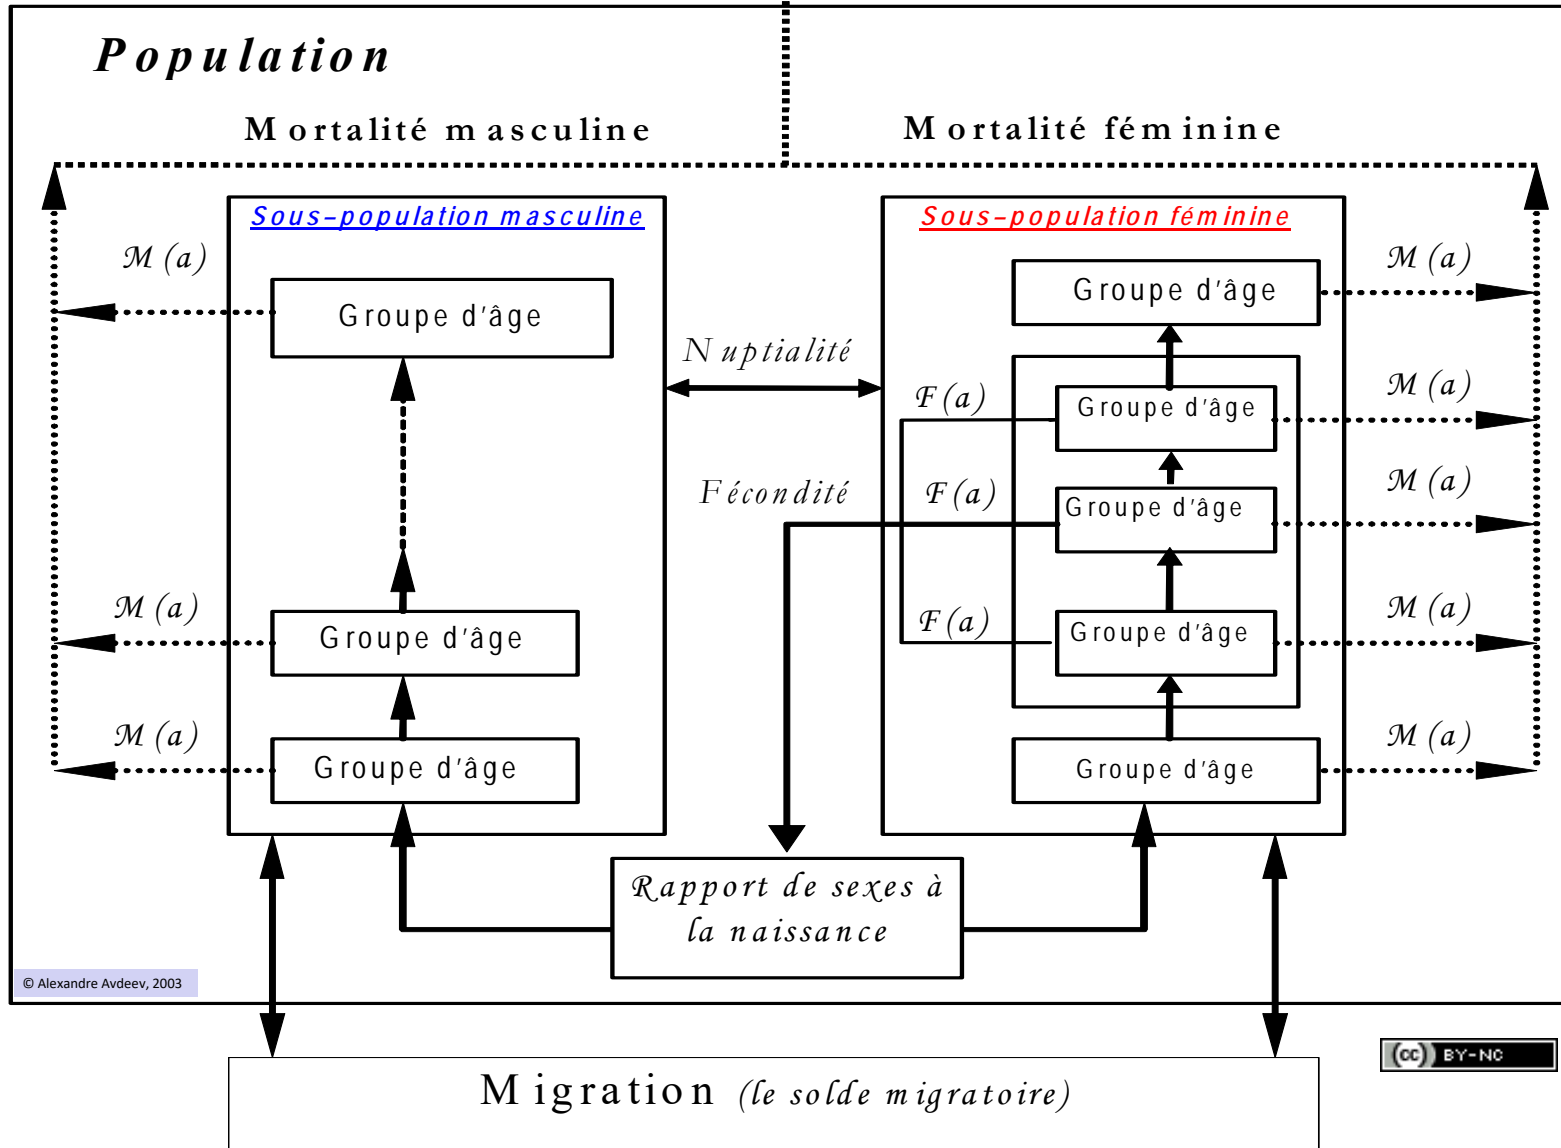 Population
Mortalité masculine
Mortalité féminine
Sous-population masculine
Sous-population féminine
M(a)
Groupe d'âge
Groupe d'âge
M(a)
Nuptialité
F(a)
Groupe d'âge
M(a)
Fécondité
F(a)
Groupe d'âge
M(a)
M(a)
Groupe d'âge
F(a)
Groupe d'âge
M(a)
M(a)
Groupe d'âge
Groupe d'âge
M(a)
Rapport de sexes à
la naissance
© Alexandre Avdeev, 2003
(cc) BY-NC
Migration (le solde migratoire)